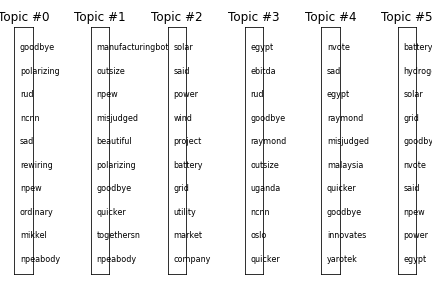 Topic #0 Topic #1 Topic #2 Topic #3 Topic #4 Topic #5
goodbye manufacturingbot solar egypt nvote battery
polarizing outsize said ebitda sad hydrog
rud npew power rud egypt solar
ncnn misjudged wind goodbye raymond grid
sad beautiful project raymond misjudged goodby
rewiring polarizing battery outsize malaysia nvote
npew goodbye grid uganda quicker said
ordinary quicker utility ncnn goodbye npew
mikkel togethersn market oslo innovates power
npeabody npeabody company quicker yarotek egypt